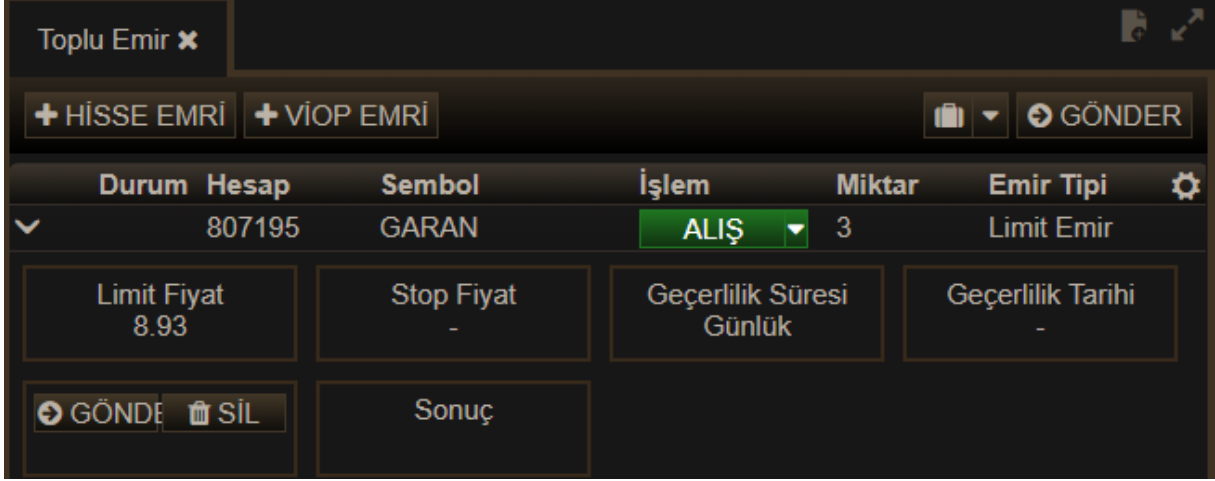 Toplu Emir
HİSSE EMRİ VİOP EMRİ GÖNDER
Durum Hesap Sembol İşlem Miktar Emir Tipi
807195 GARAN ALIŞ 3 Limit Emir
Limit Fiyat Stop Fiyat Geçerlilik Süresi Geçerlilik Tarihi
8.93 - Günlük -
GÖNDE SİL Sonuç